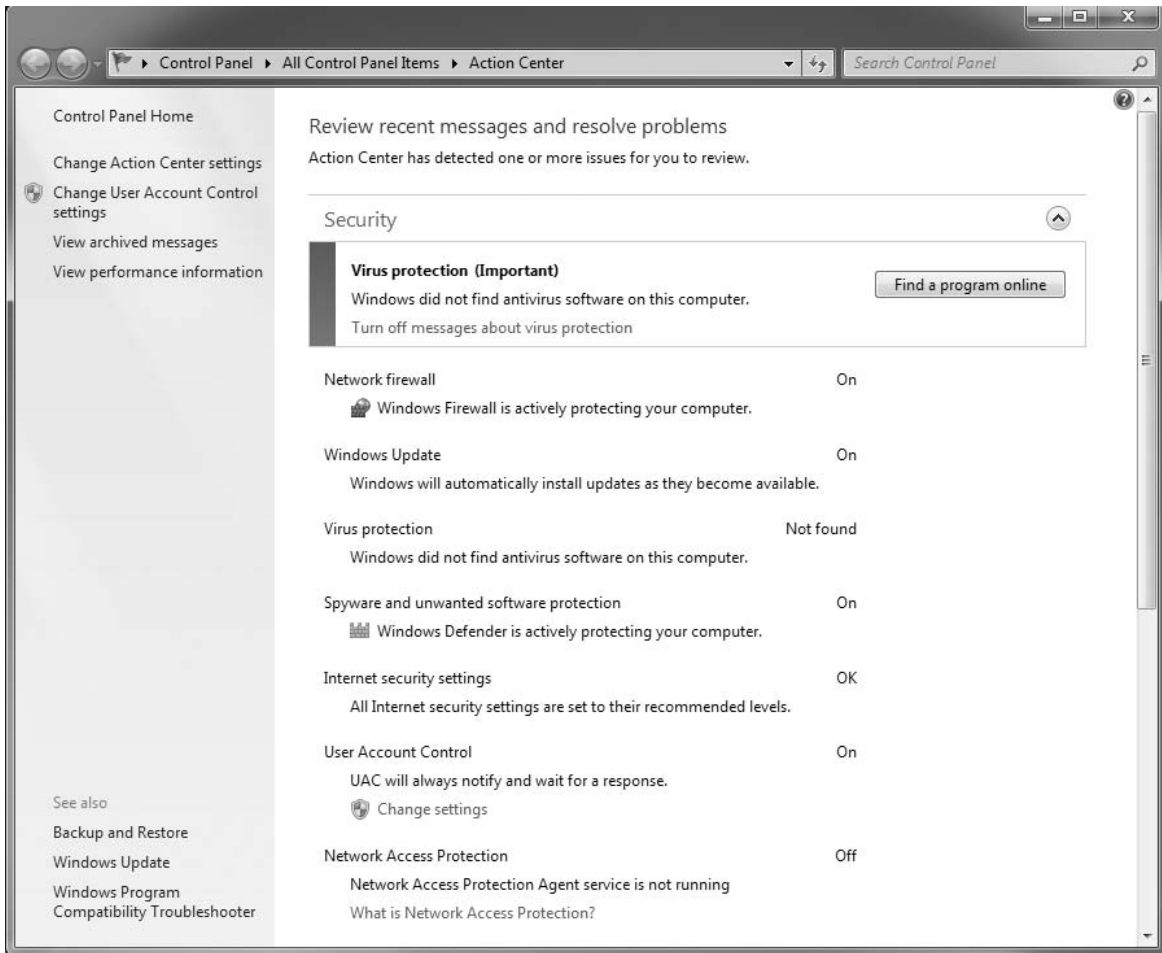 Control Panel ▸ All Control Panel Items ▸ Action Center
Search Control Panel
Control Panel Home
Change Action Center settings
Change User Account Control
settings
View archived messages
View performance information
See also
Backup and Restore
Windows Update
Windows Program
Compatibility Troubleshooter
Review recent messages and resolve problems
Action Center has detected one or more issues for you to review.
Security
Virus protection (Important)
Windows did not find antivirus software on this computer.
Find a program online
Turn off messages about virus protection
Network firewall On
Windows Firewall is actively protecting your computer.
Windows Update On
Windows will automatically install updates as they become available.
Virus protection Not found
Windows did not find antivirus software on this computer.
Spyware and unwanted software protection On
Windows Defender is actively protecting your computer.
Internet security settings OK
All Internet security settings are set to their recommended levels.
User Account Control On
UAC will always notify and wait for a response.
Change settings
Network Access Protection Off
Network Access Protection Agent service is not running
What is Network Access Protection?